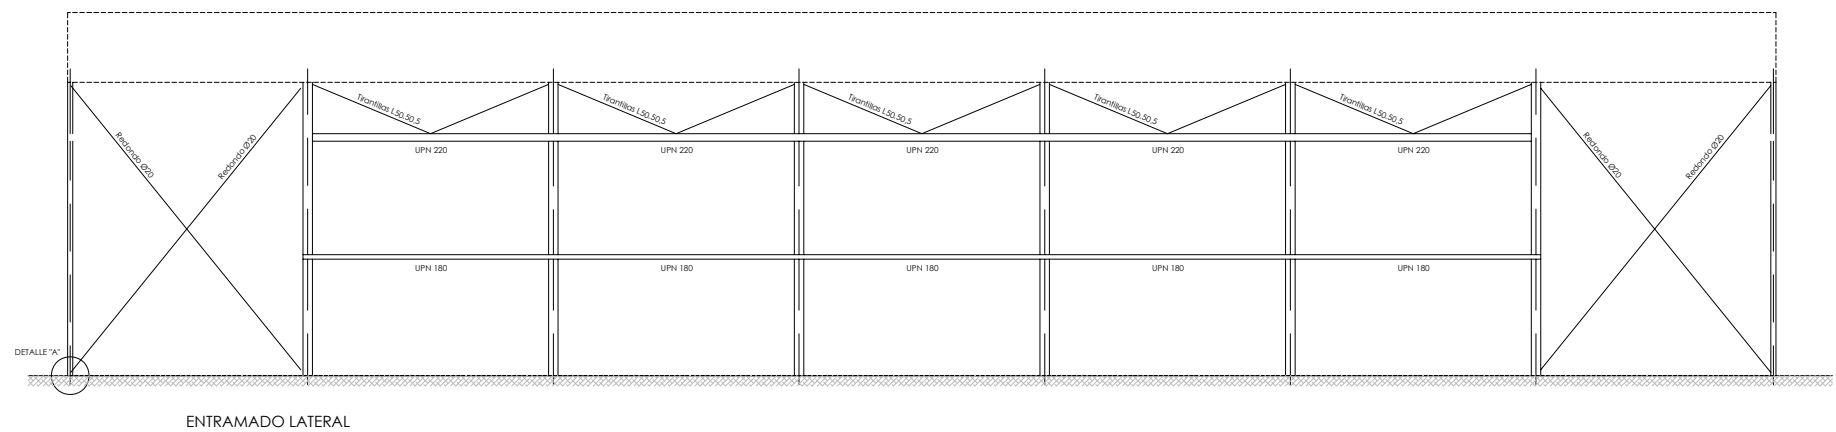 Tirantillas L50.50.5
Tirantillas L50.50.5
Tirantillas L50.50.5
Tirantillas L50.50.5
Tirantillas L50.50.5
Redondo Ø20
Redondo Ø20
Redondo Ø20
Redondo Ø20
UPN 220
UPN 220
UPN 220
UPN 220
UPN 220
UPN 180
UPN 180
UPN 180
UPN 180
UPN 180
DETALLE "A"
ENTRAMADO LATERAL